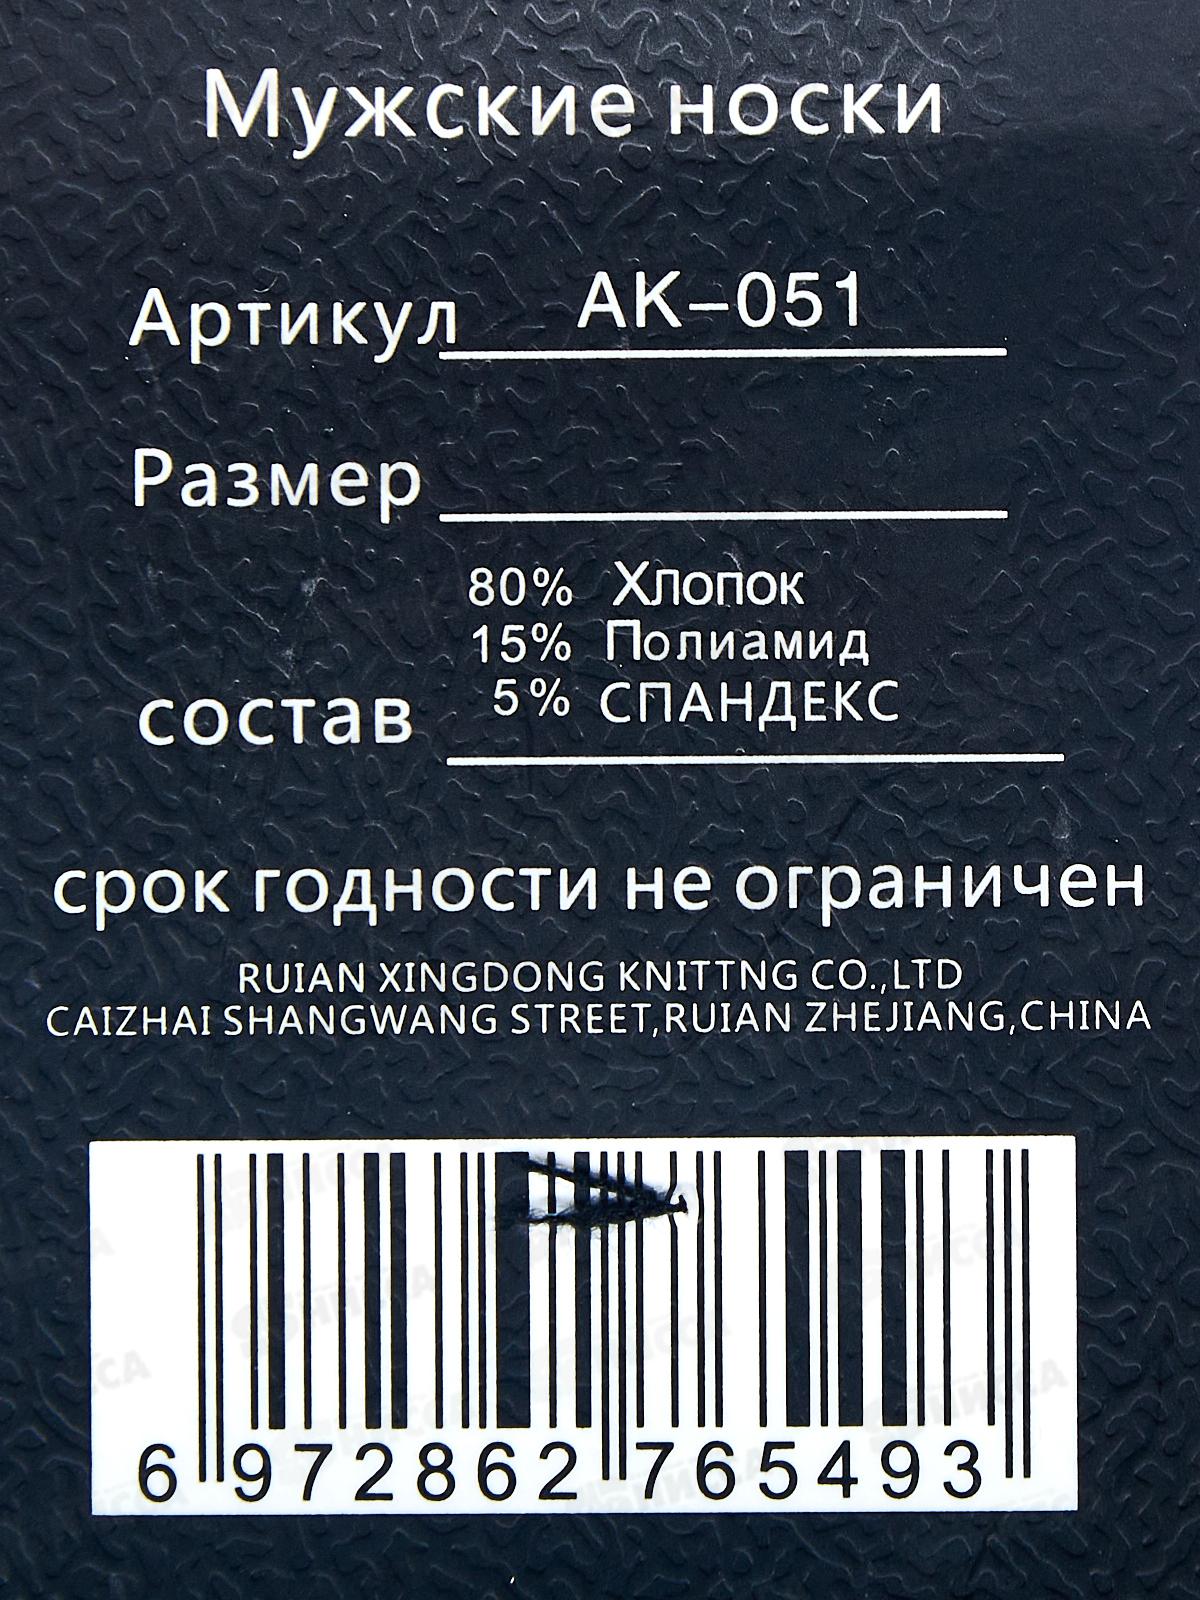 Мужские носки
Артикул АК–051
Размер
80% Хлопок
15% Полиамид
5% СПАНДЕКС
состав
срок годности не ограничен
RUIAN XINGDONG KNITTNG CO.,LTD
CAIZHAI SHANGWANG STREET,RUIAN ZHEJIANG,CHINA
6 972862 765493